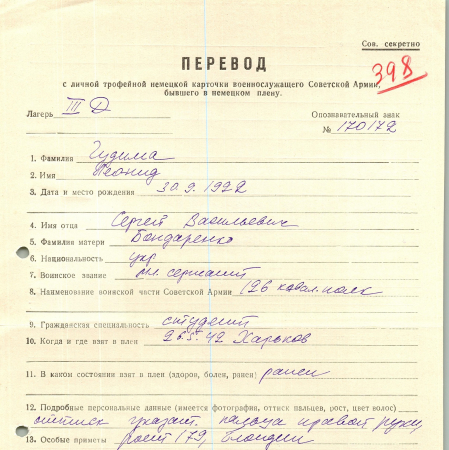 Сов. секретно
ПЕРЕВОД
398
с личной трофейной немецкой карточки военнослужащего Советской Армии,
бывшего в немецком плену.
Лагерь III D
Опознавательный знак
№ 170172
1. Фамилия Гудима
2. Имя Леонид
3. Дата и место рождения 30 9. 1922
4. Имя отца Сергей Васильевич
5. Фамилия матери Бондаренко
6. Национальность укр
7. Воинское звание мл. сержант
8. Наименование воинской части Советской Армии 126 кавал. полк
9. Гражданская специальность студент
10. Когда и где взят в плен 26.5.42 Харьков
11. В каком состоянии взят в плен (здоров, болен, ранен) ранен
12. Подробные персональные данные (имеется фотография, оттиск пальцев, рост, цвет волос)
оттиск указат. пальца правой руки,
13. Особые приметы рост 179, блондин